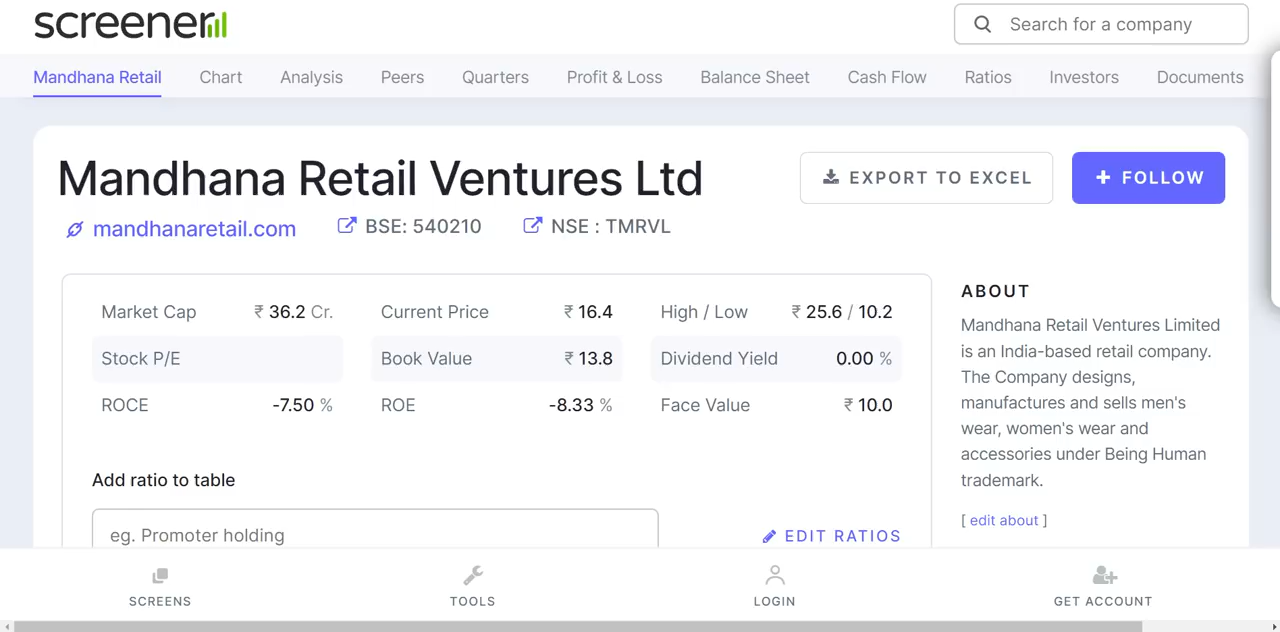 screener
Search for a company
Mandhana Retail Chart Analysis Peers Quarters Profit & Loss Balance Sheet Cash Flow Ratios Investors Documents
Mandhana Retail Ventures Ltd
EXPORT TO EXCEL
+ FOLLOW
mandhanaretail.com BSE: 540210 NSE : TMRVL
Market Cap ₹ 36.2 Cr. Current Price ₹ 16.4 High / Low ₹ 25.6 / 10.2
Stock P/E Book Value ₹ 13.8 Dividend Yield 0.00 %
ROCE -7.50 % ROE -8.33 % Face Value ₹ 10.0
Add ratio to table
eg. Promoter holding
EDIT RATIOS
ABOUT
Mandhana Retail Ventures Limited
is an India-based retail company.
The Company designs,
manufactures and sells men's
wear, women's wear and
accessories under Being Human
trademark.
[ edit about ]
SCREENS TOOLS LOGIN GET ACCOUNT